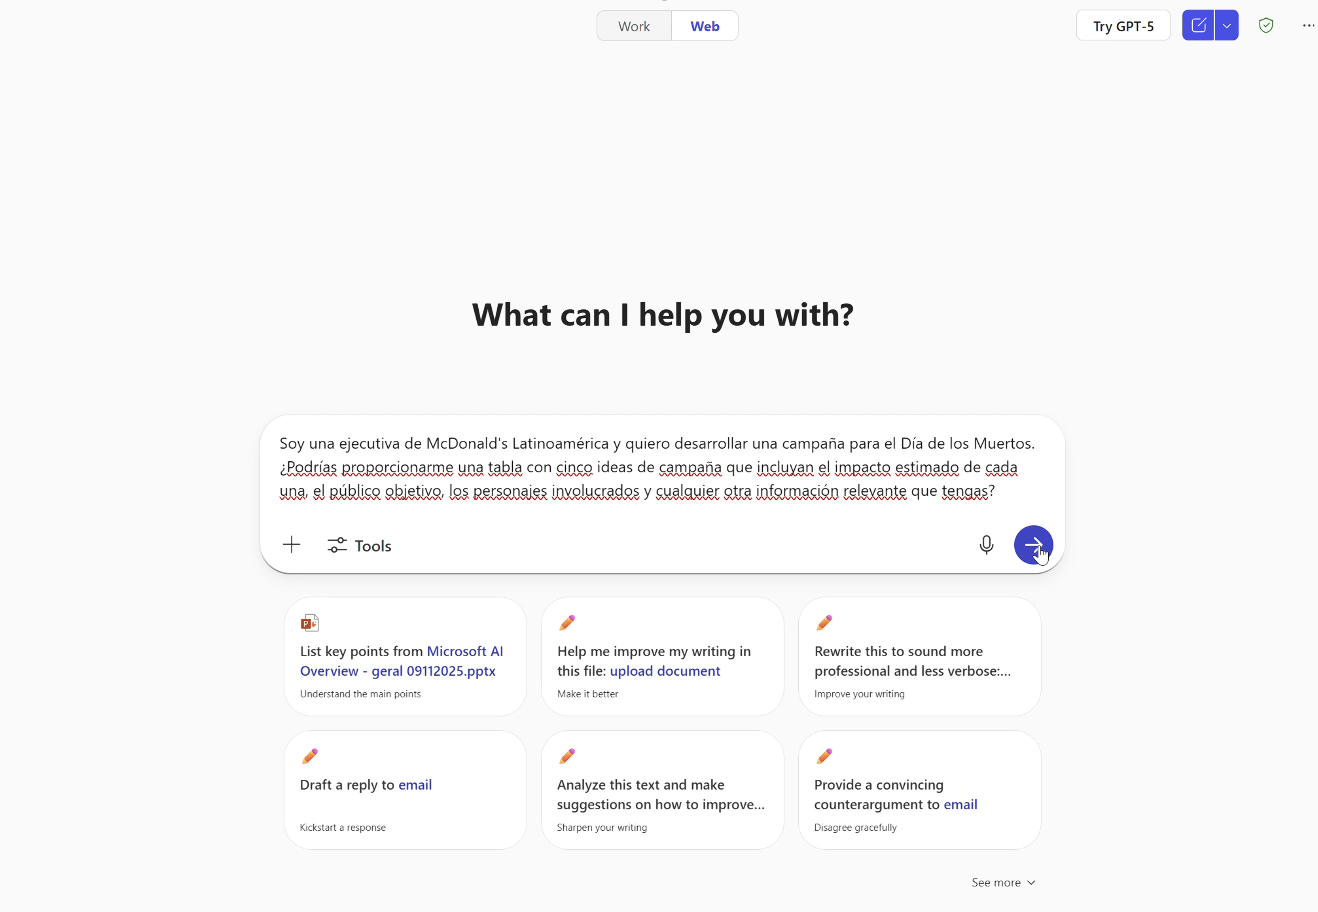 Work
Web
Try GPT-5
What can I help you with?
Soy una ejecutiva de McDonald's Latinoamérica y quiero desarrollar una campaña para el Día de los Muertos.
¿Podrías proporcionarme una tabla con cinco ideas de campaña que incluyan el impacto estimado de cada
una, el público objetivo, los personajes involucrados y cualquier otra información relevante que tengas?
Tools
List key points from Microsoft AI
Overview - geral 09112025.pptx
Understand the main points
Help me improve my writing in
this file: upload document
Make it better
Rewrite this to sound more
professional and less verbose:...
Improve your writing
Draft a reply to email
Kickstart a response
Analyze this text and make
suggestions on how to improve...
Sharpen your writing
Provide a convincing
counterargument to email
Disagree gracefully
See more